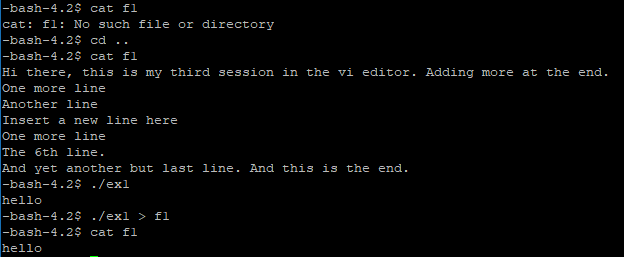 -bash-4.2$ cat f1
cat: f1: No such file or directory
-bash-4.2$ cd ..
-bash-4.2$ cat f1
Hi there, this is my third session in the vi editor. Adding more at the end.
One more line
Another line
Insert a new line here
One more line
The 6th line.
And yet another but last line. And this is the end.
-bash-4.2$ ./ex1
hello
-bash-4.2$ ./ex1 > f1
-bash-4.2$ cat f1
hello